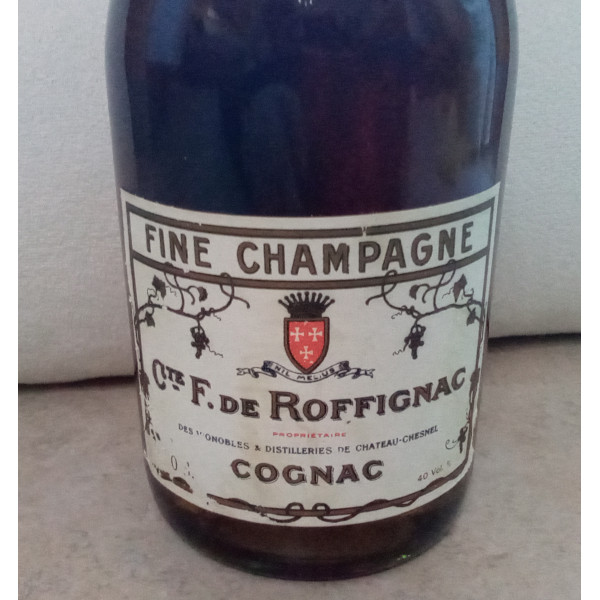 FINE CHAMPAGNE
NIL MELIUS
CTE F. DE ROFFIGNAC
PROPRIÉTAIRE
DES VIGNOBLES & DISTILLERIES DE CHATEAU-CHESNEL
COGNAC
40 Vol. %